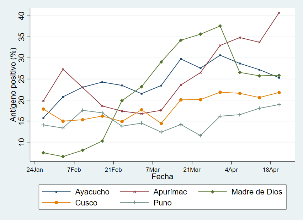 Antígeno positivo (%)
40
35
30
25
20
15
10
24Jan 7Feb 21Feb 7Mar 21Mar 4Apr 18Apr
Fecha
Ayacucho Apurímec Madre de Dios
Cusco Puno